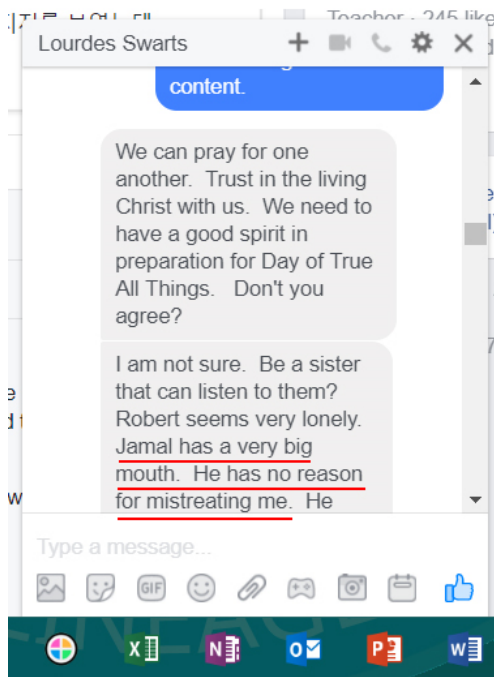 Teacher · 245 like
Lourdes Swarts
content.
We can pray for one
another. Trust in the living
Christ with us. We need to
have a good spirit in
preparation for Day of True
All Things. Don't you
agree?
I am not sure. Be a sister
that can listen to them?
Robert seems very lonely.
Jamal has a very big
mouth. He has no reason
for mistreating me. He
Type a message...
GIF
LINEAGE
X N O P W